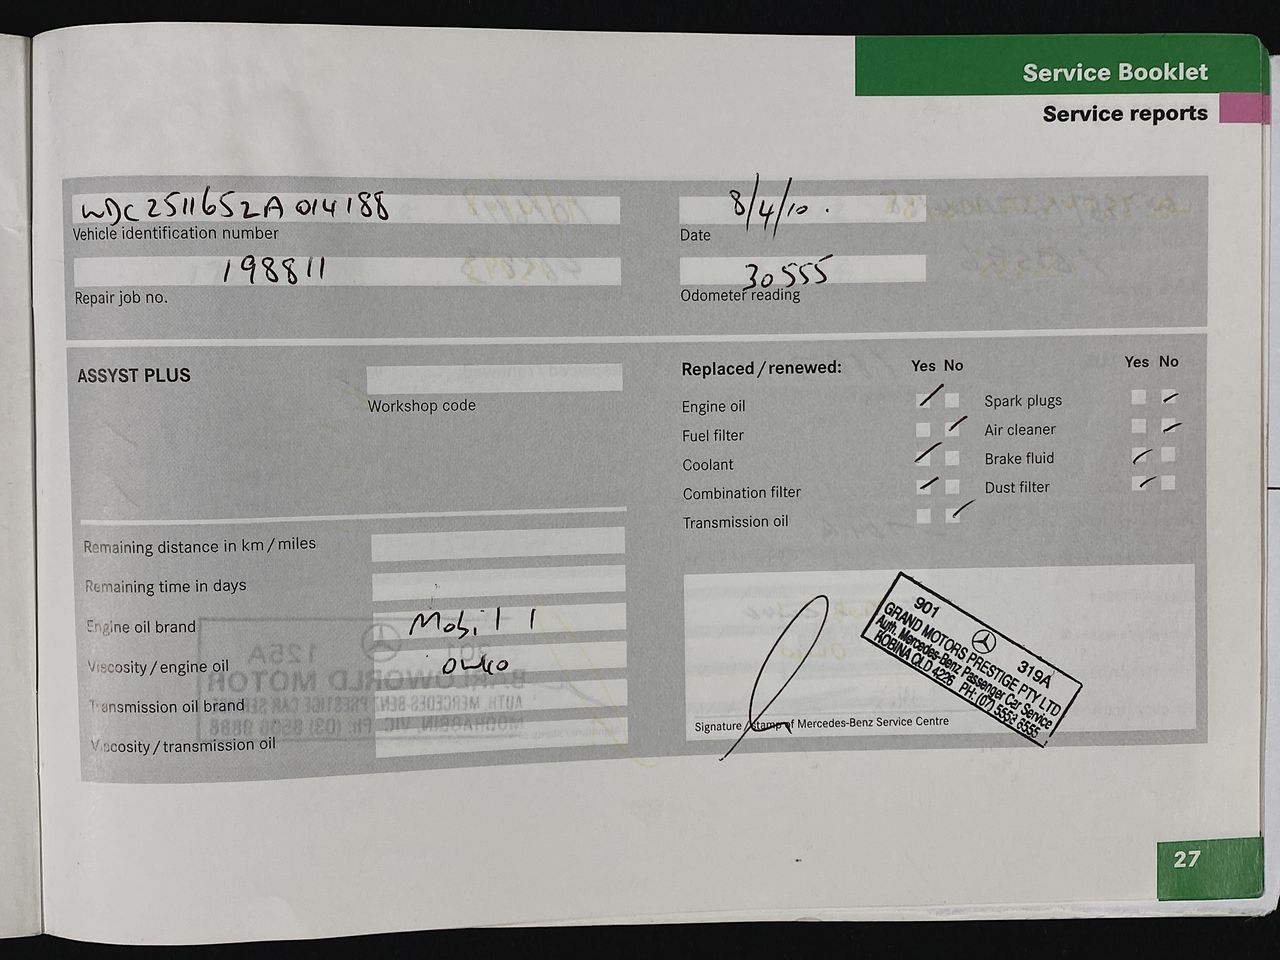 Service Booklet
Service reports
WDC2511652A014188
Vehicle identification number
8/4/10.
Date
198811
Repair job no.
30555
Odometer reading
ASSYST PLUS
Workshop code
Replaced / renewed:
Yes No
Yes No
Engine oil
Spark plugs
Fuel filter
Air cleaner
Coolant
Brake fluid
Combination filter
Dust filter
Transmission oil
Remaining distance in km / miles
Remaining time in days
Engine oil brand
Mobil 1
Viscosity / engine oil
0w40
Transmission oil brand
Viscosity / transmission oil
901 319A
GRAND MOTORS PRESTIGE PTY LTD
Auth. Mercedes-Benz Passenger Car Service
ROBINA QLD 4226 PH: (07) 5553 6555
Signature / stamp of Mercedes-Benz Service Centre
27